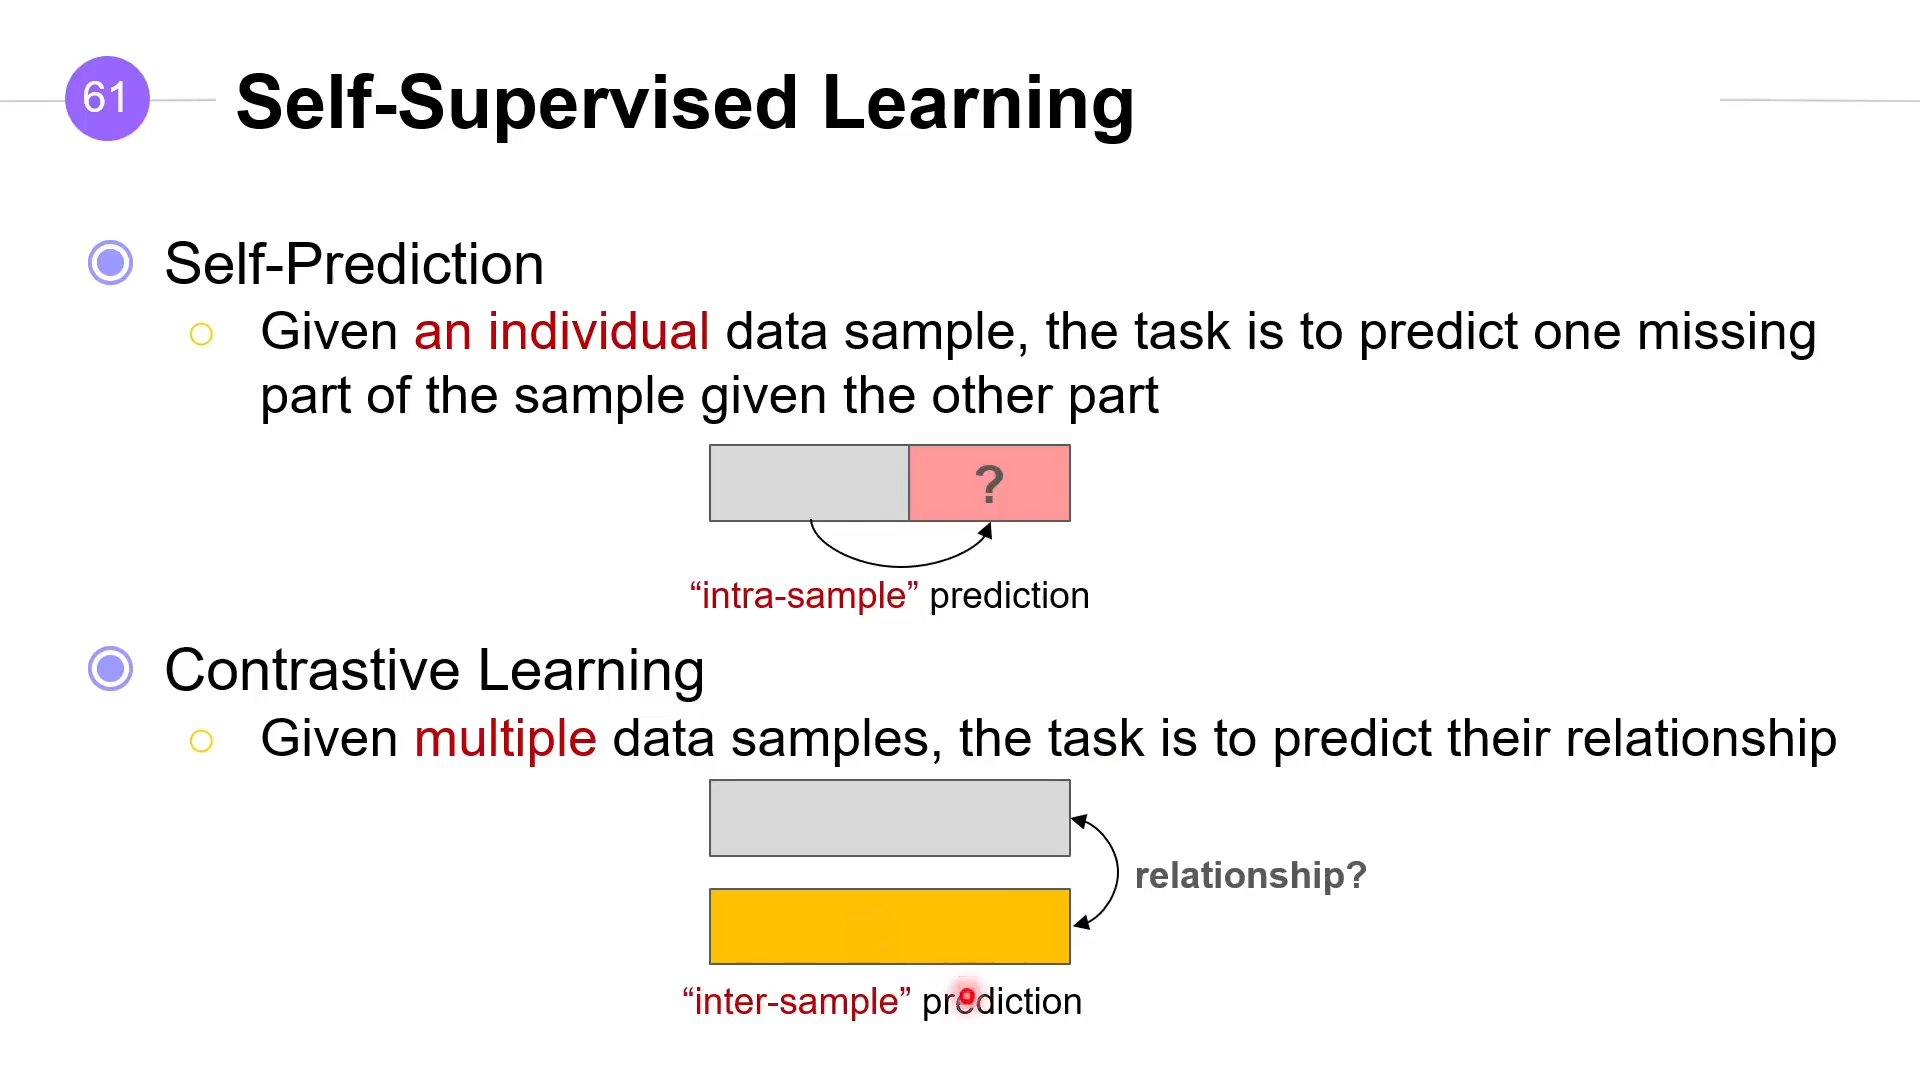 61
Self-Supervised Learning
Self-Prediction
Given an individual data sample, the task is to predict one missing
part of the sample given the other part
?
“intra-sample” prediction
Contrastive Learning
Given multiple data samples, the task is to predict their relationship
relationship?
“inter-sample” prediction